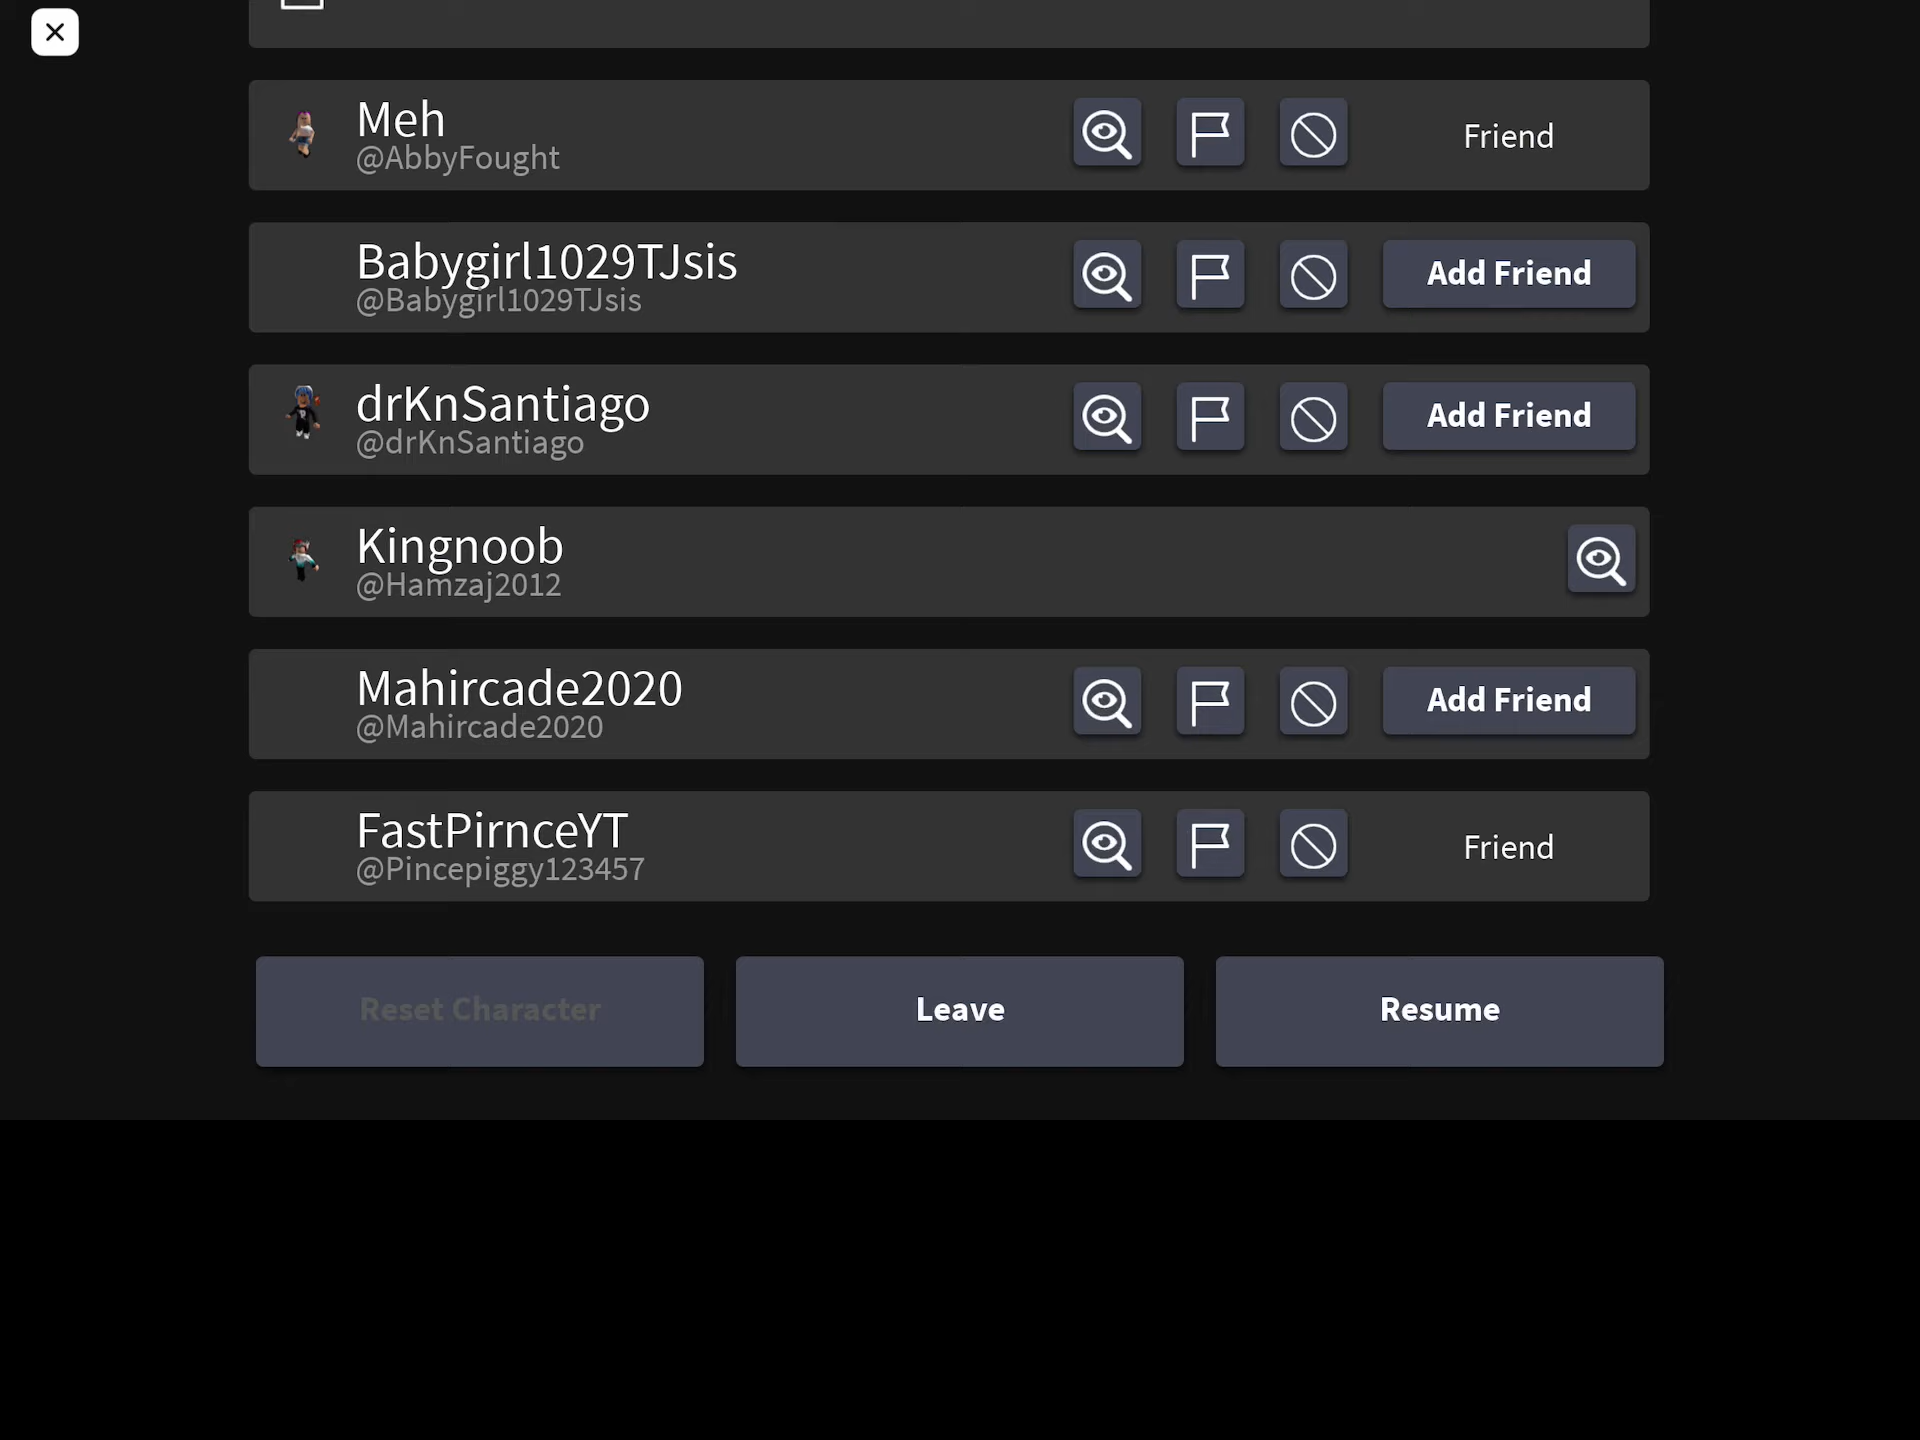 Meh
@AbbyFought
Friend
Babygirl1029TJsis
@Babygirl1029TJsis
Add Friend
drKnSantiago
@drKnSantiago
Add Friend
Kingnoob
@Hamzaj2012
Mahircade2020
@Mahircade2020
Add Friend
FastPirnceYT
@Pincepiggy123457
Friend
Reset Character
Leave
Resume